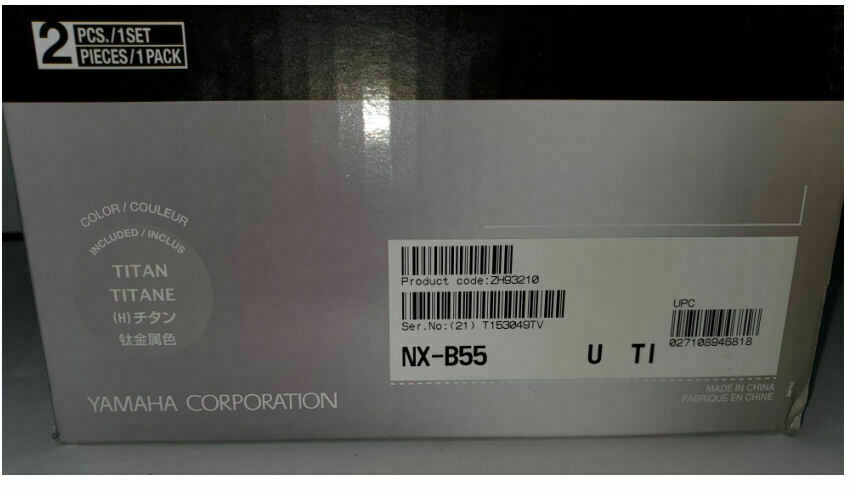 2 PCS./1SET
PIECES/1PACK
COLOR / COULEUR
INCLUDED / INCLUS
TITAN
TITANE
(H)チタン
钛金属色
YAMAHA CORPORATION
Product code:ZH93210
Ser.No:(21) T153049TV
NX-B55 U TI
UPC
027108946818
MADE IN CHINA
FABRIQUE EN CHINE